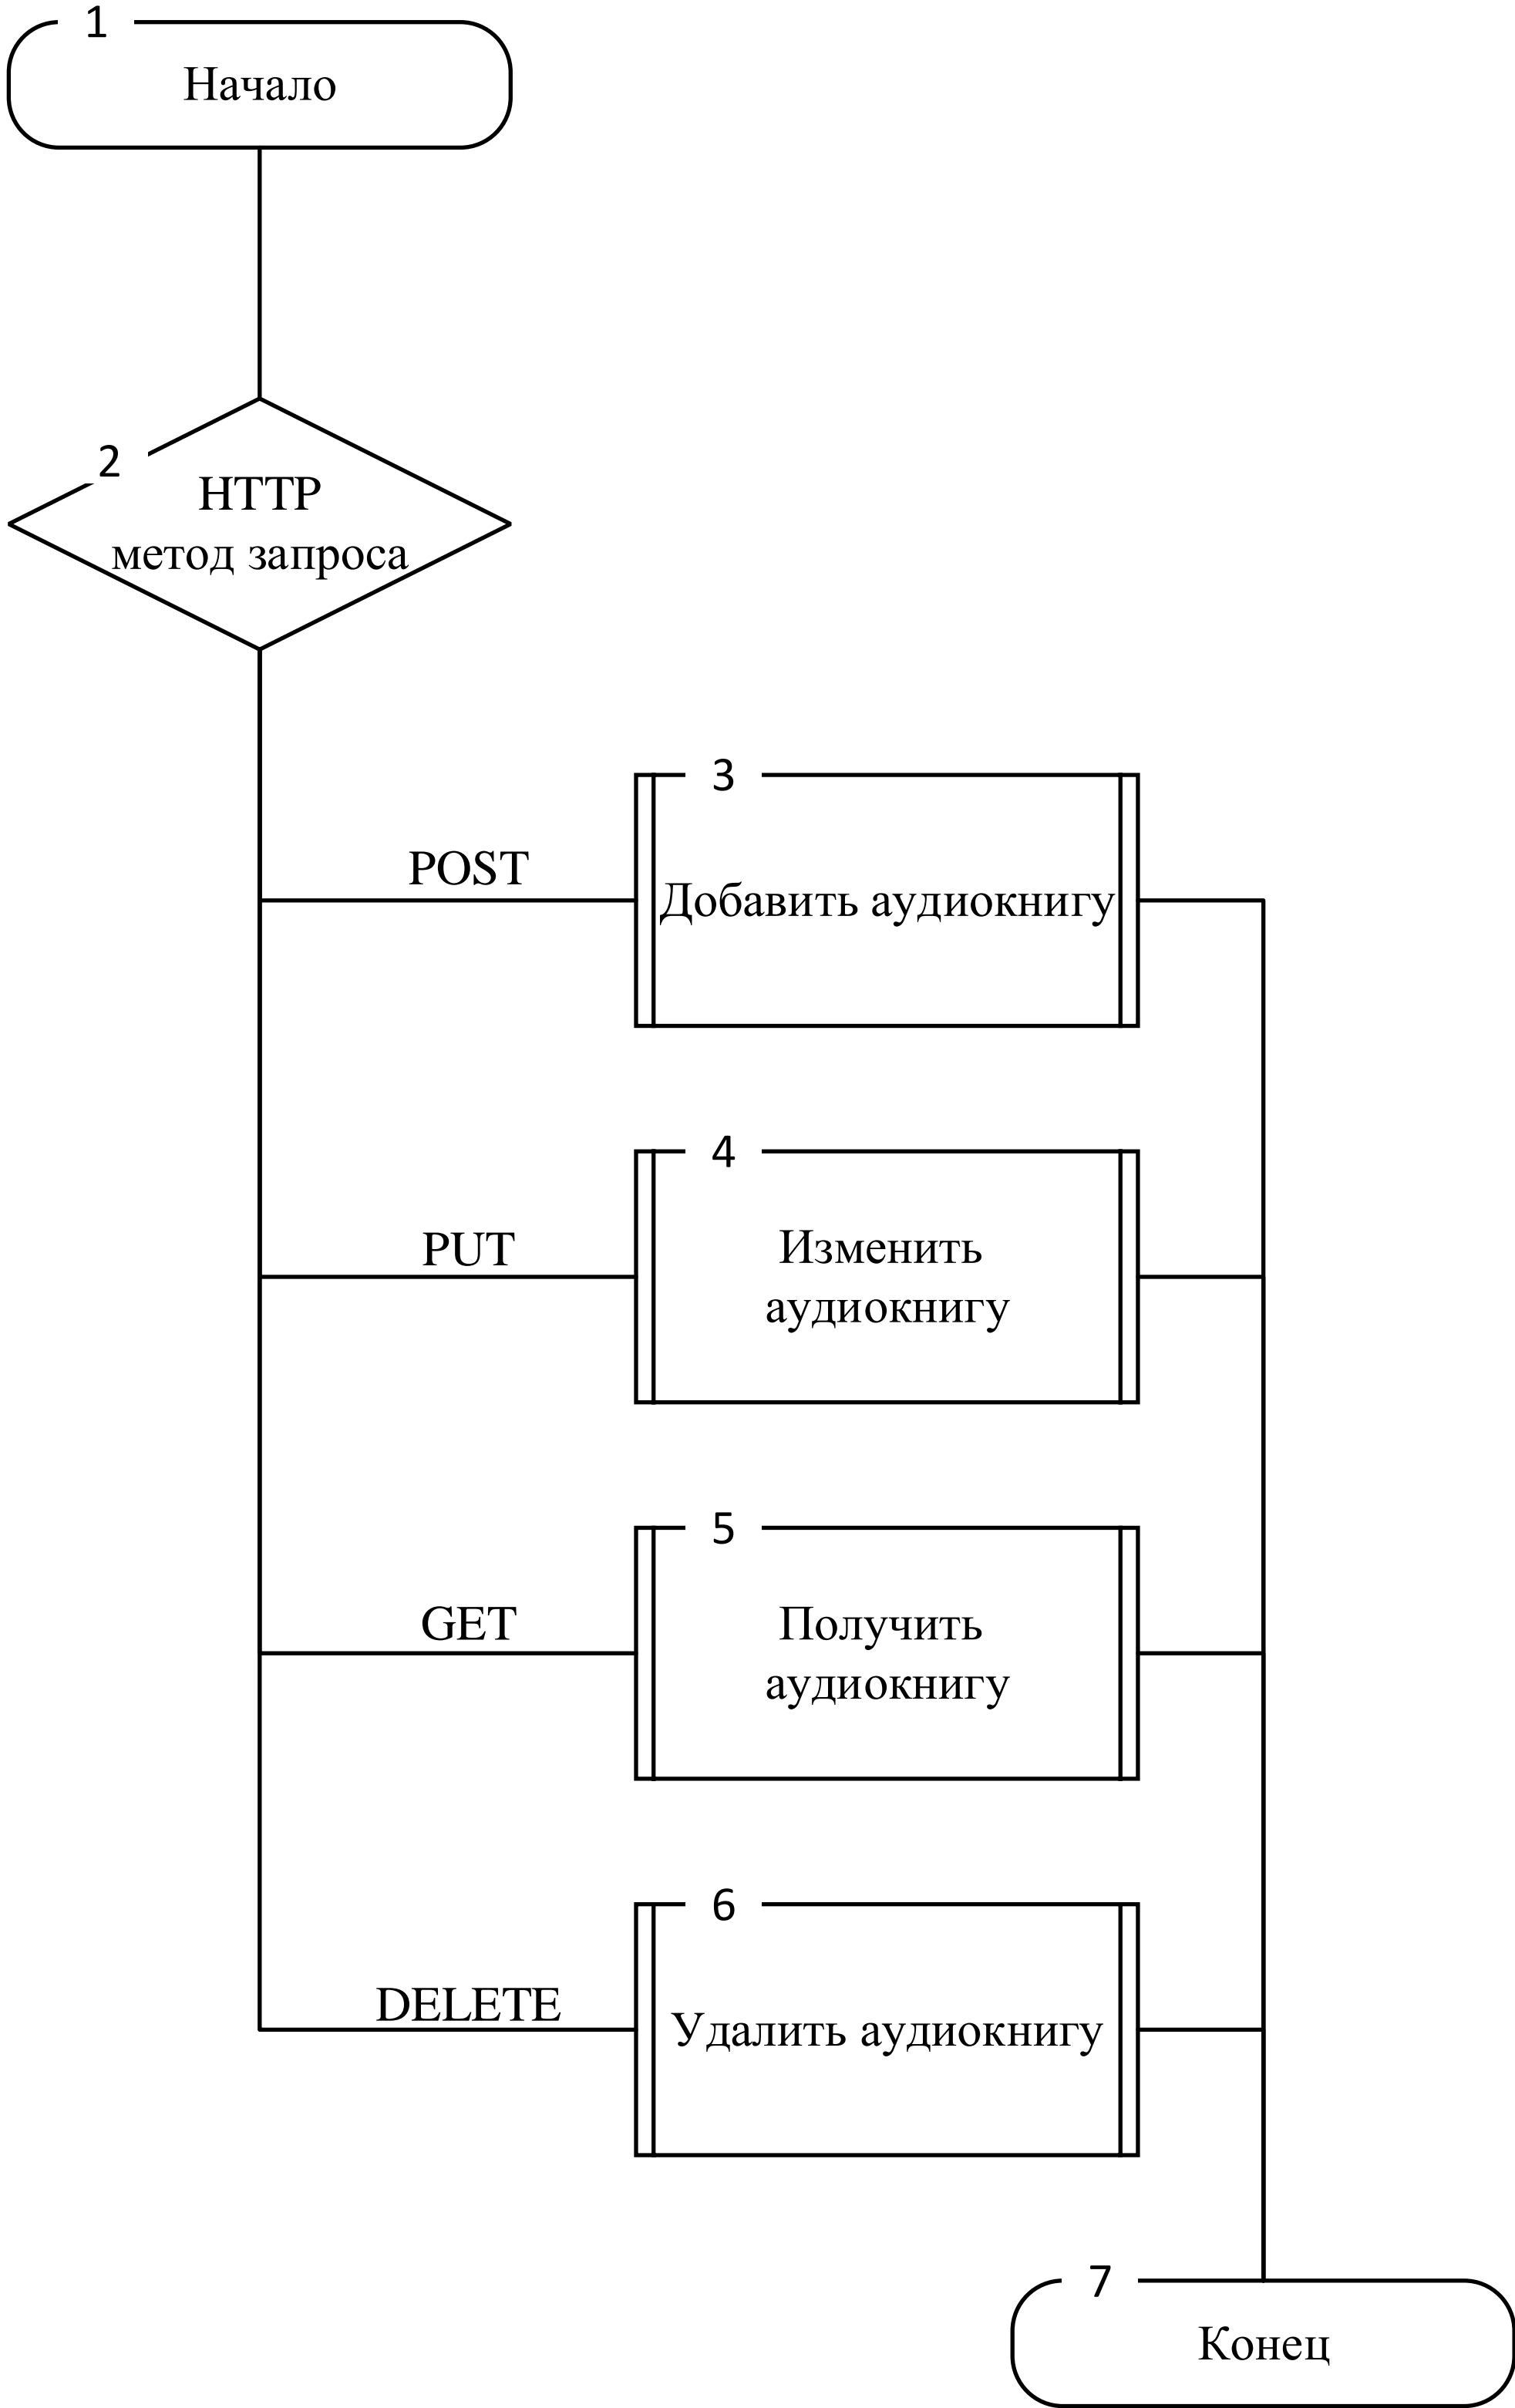 1
Начало
2
HTTP
метод запроса
3
POST
Добавить аудиокнигу
4
PUT
Изменить
аудиокнигу
5
GET
Получить
аудиокнигу
6
DELETE
Удалить аудиокнигу
7
Конец